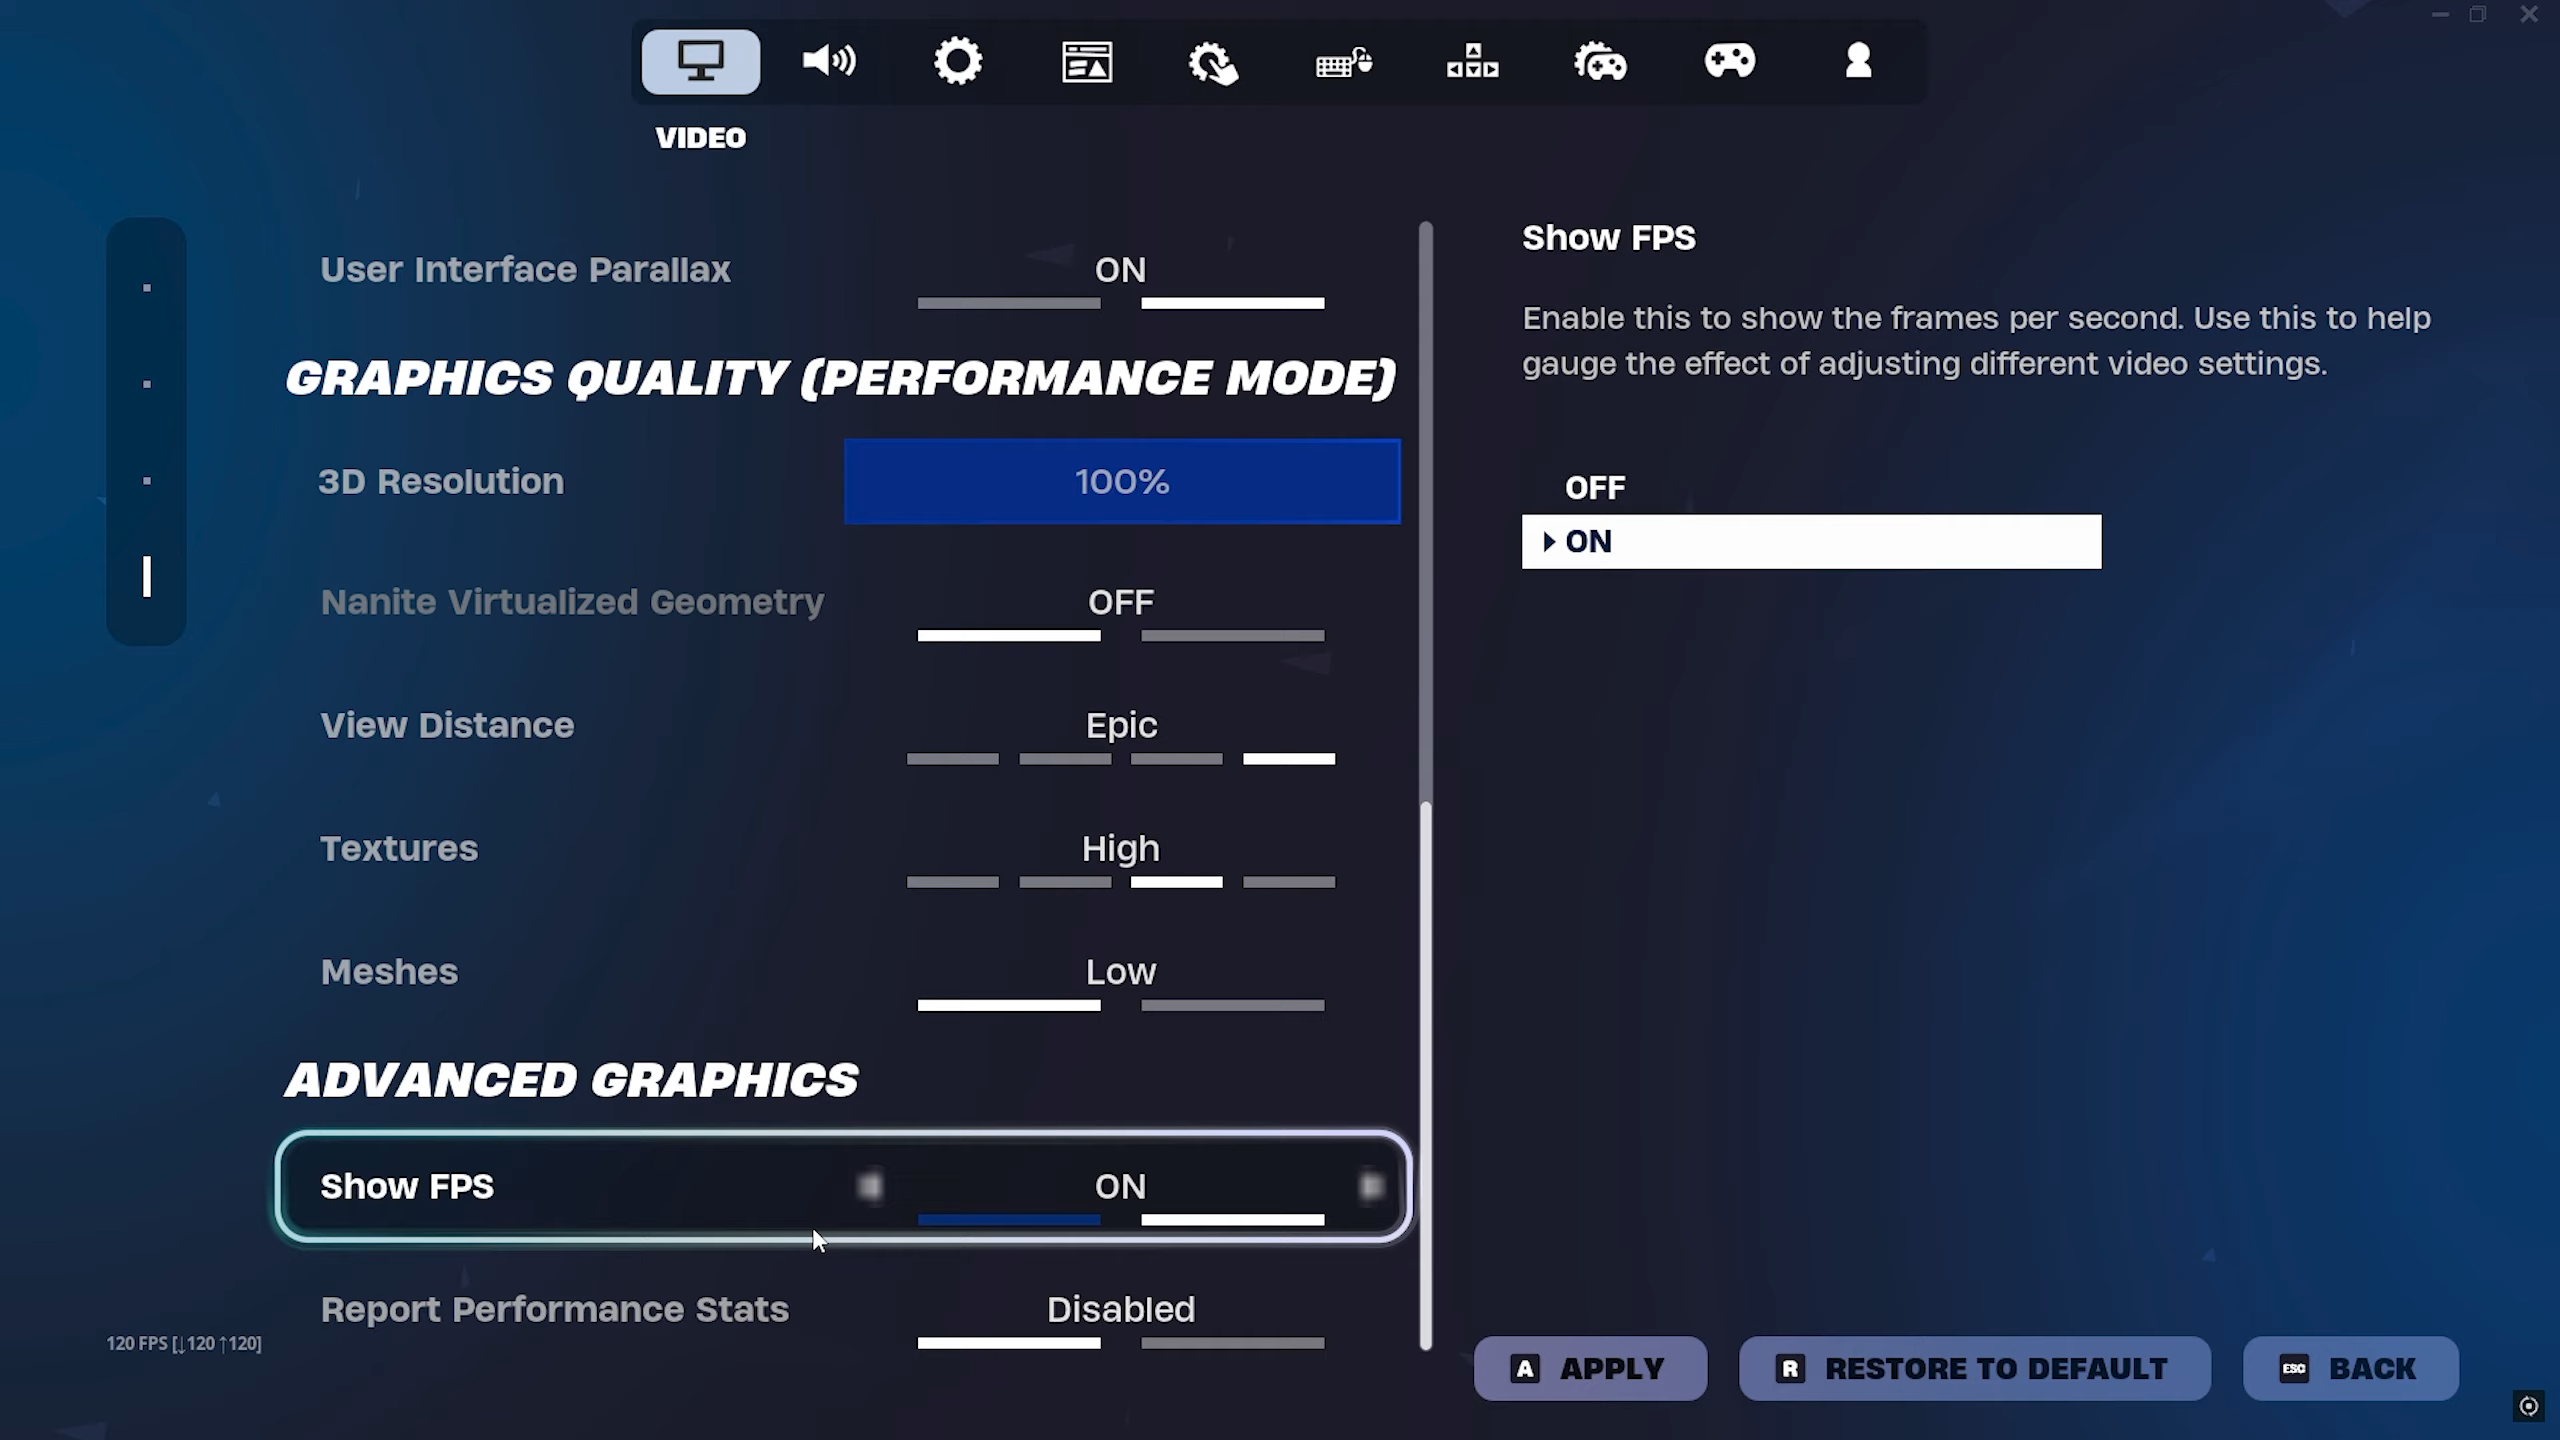 VIDEO
User Interface Parallax
ON
GRAPHICS QUALITY (PERFORMANCE MODE)
3D Resolution
100%
Nanite Virtualized Geometry
OFF
View Distance
Epic
Textures
High
Meshes
Low
ADVANCED GRAPHICS
Show FPS
ON
Report Performance Stats
Disabled
120 FPS [↓120 ↑120]
Show FPS
Enable this to show the frames per second. Use this to help
gauge the effect of adjusting different video settings.
OFF
ON
A APPLY
R RESTORE TO DEFAULT
ESC BACK